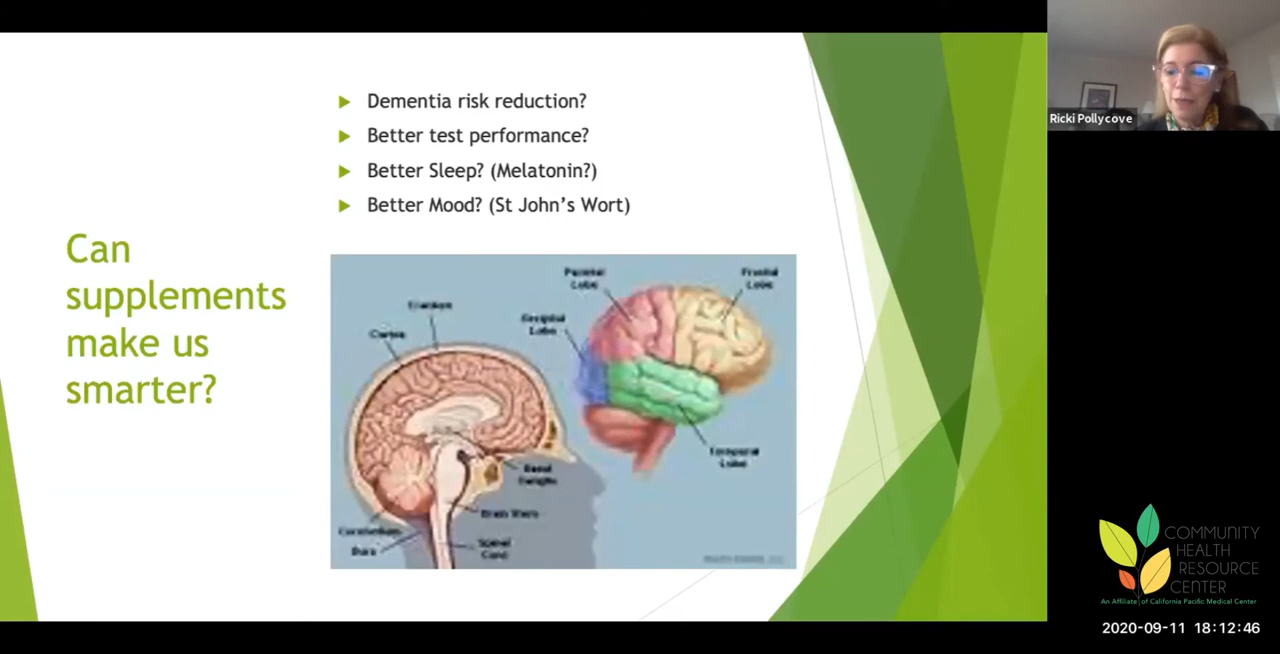 Can
supplements
make us
smarter?
Dementia risk reduction?
Better test performance?
Better Sleep? (Melatonin?)
Better Mood? (St John’s Wort)
Parietal
Lobe
Frontal
Lobe
Occipital
Lobe
Cortex
Temporal
Lobe
Basal
Ganglia
Brain Stem
Cerebellum
Dura
Spinal
Cord
Ricki Pollycove
COMMUNITY
HEALTH
RESOURCE
CENTER
An Affiliate of California Pacific Medical Center
2020-09-11 18:12:46